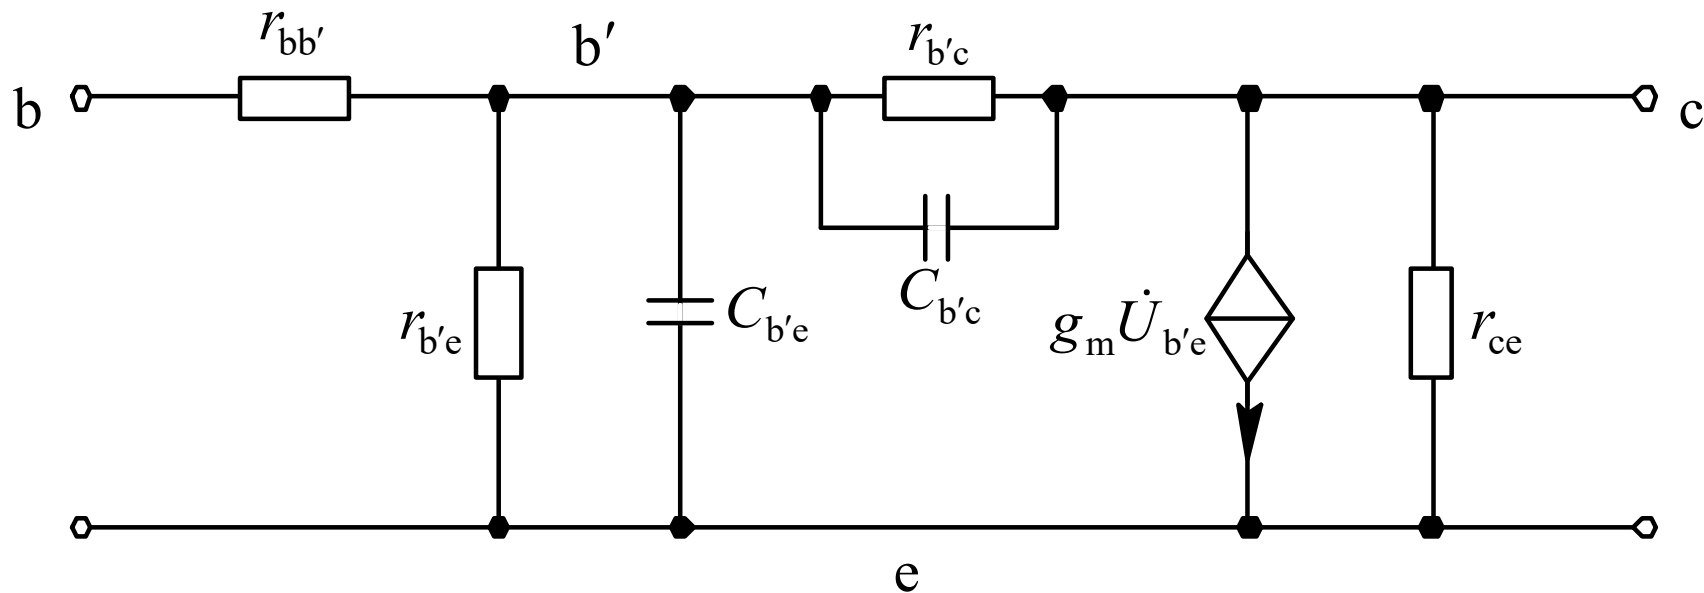 r_bb′
b′
r_b′c
b
c
C_b′c
r_b′e
C_b′e
g_m U̇_b′e
r_ce
e